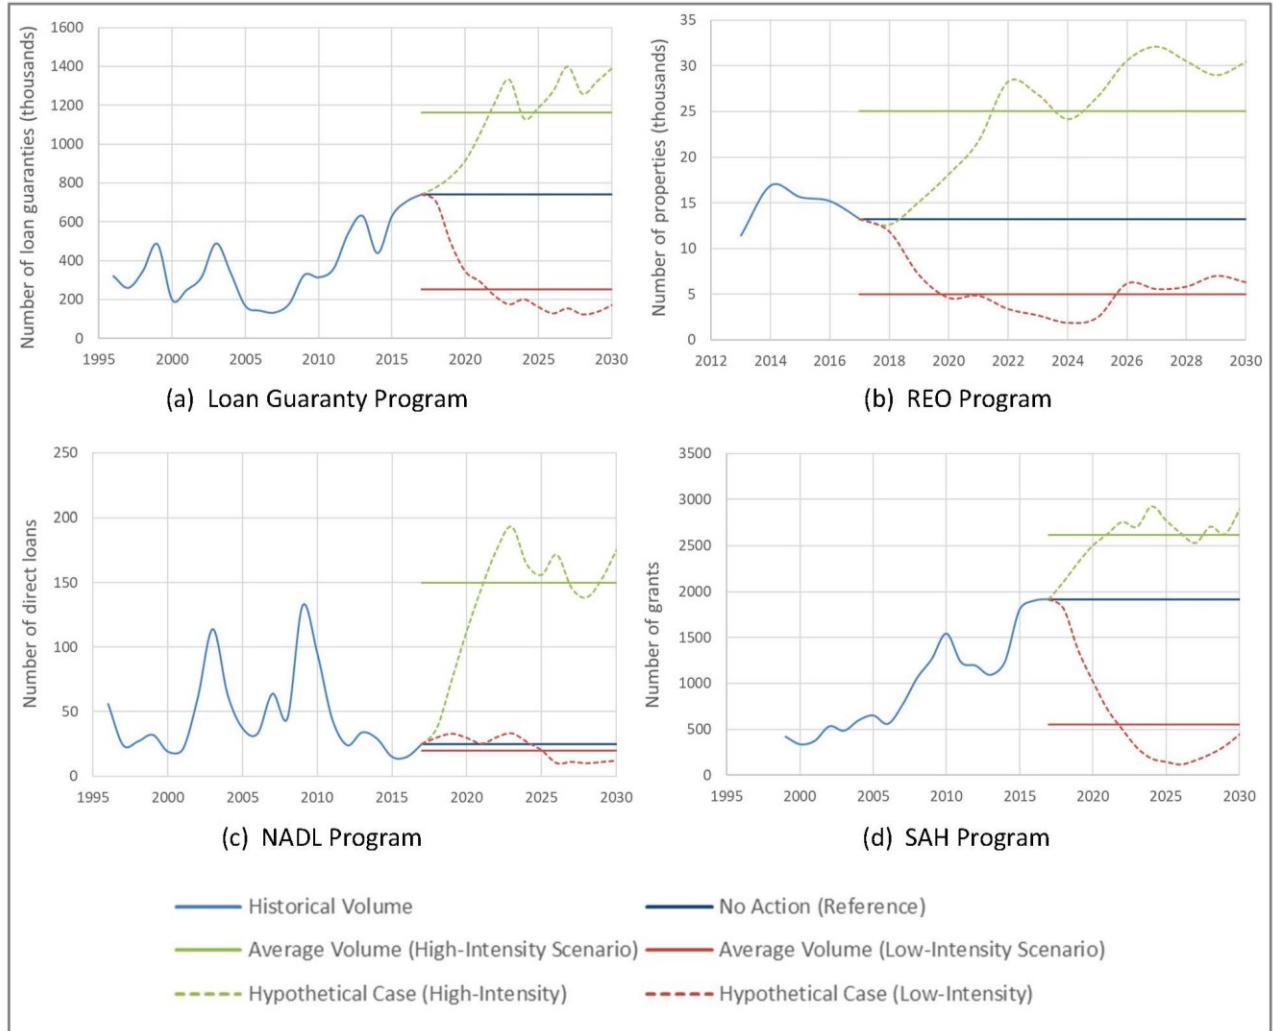 Number of loan guaranties (thousands)
1600
1400
1200
1000
800
600
400
200
0
1995 2000 2005 2010 2015 2020 2025 2030
(a) Loan Guaranty Program
Number of properties (thousands)
35
30
25
20
15
10
5
0
2012 2014 2016 2018 2020 2022 2024 2026 2028 2030
(b) REO Program
Number of direct loans
250
200
150
100
50
0
1995 2000 2005 2010 2015 2020 2025 2030
(c) NADL Program
Number of grants
3500
3000
2500
2000
1500
1000
500
0
1995 2000 2005 2010 2015 2020 2025 2030
(d) SAH Program
Historical Volume
No Action (Reference)
Average Volume (High-Intensity Scenario)
Average Volume (Low-Intensity Scenario)
Hypothetical Case (High-Intensity)
Hypothetical Case (Low-Intensity)